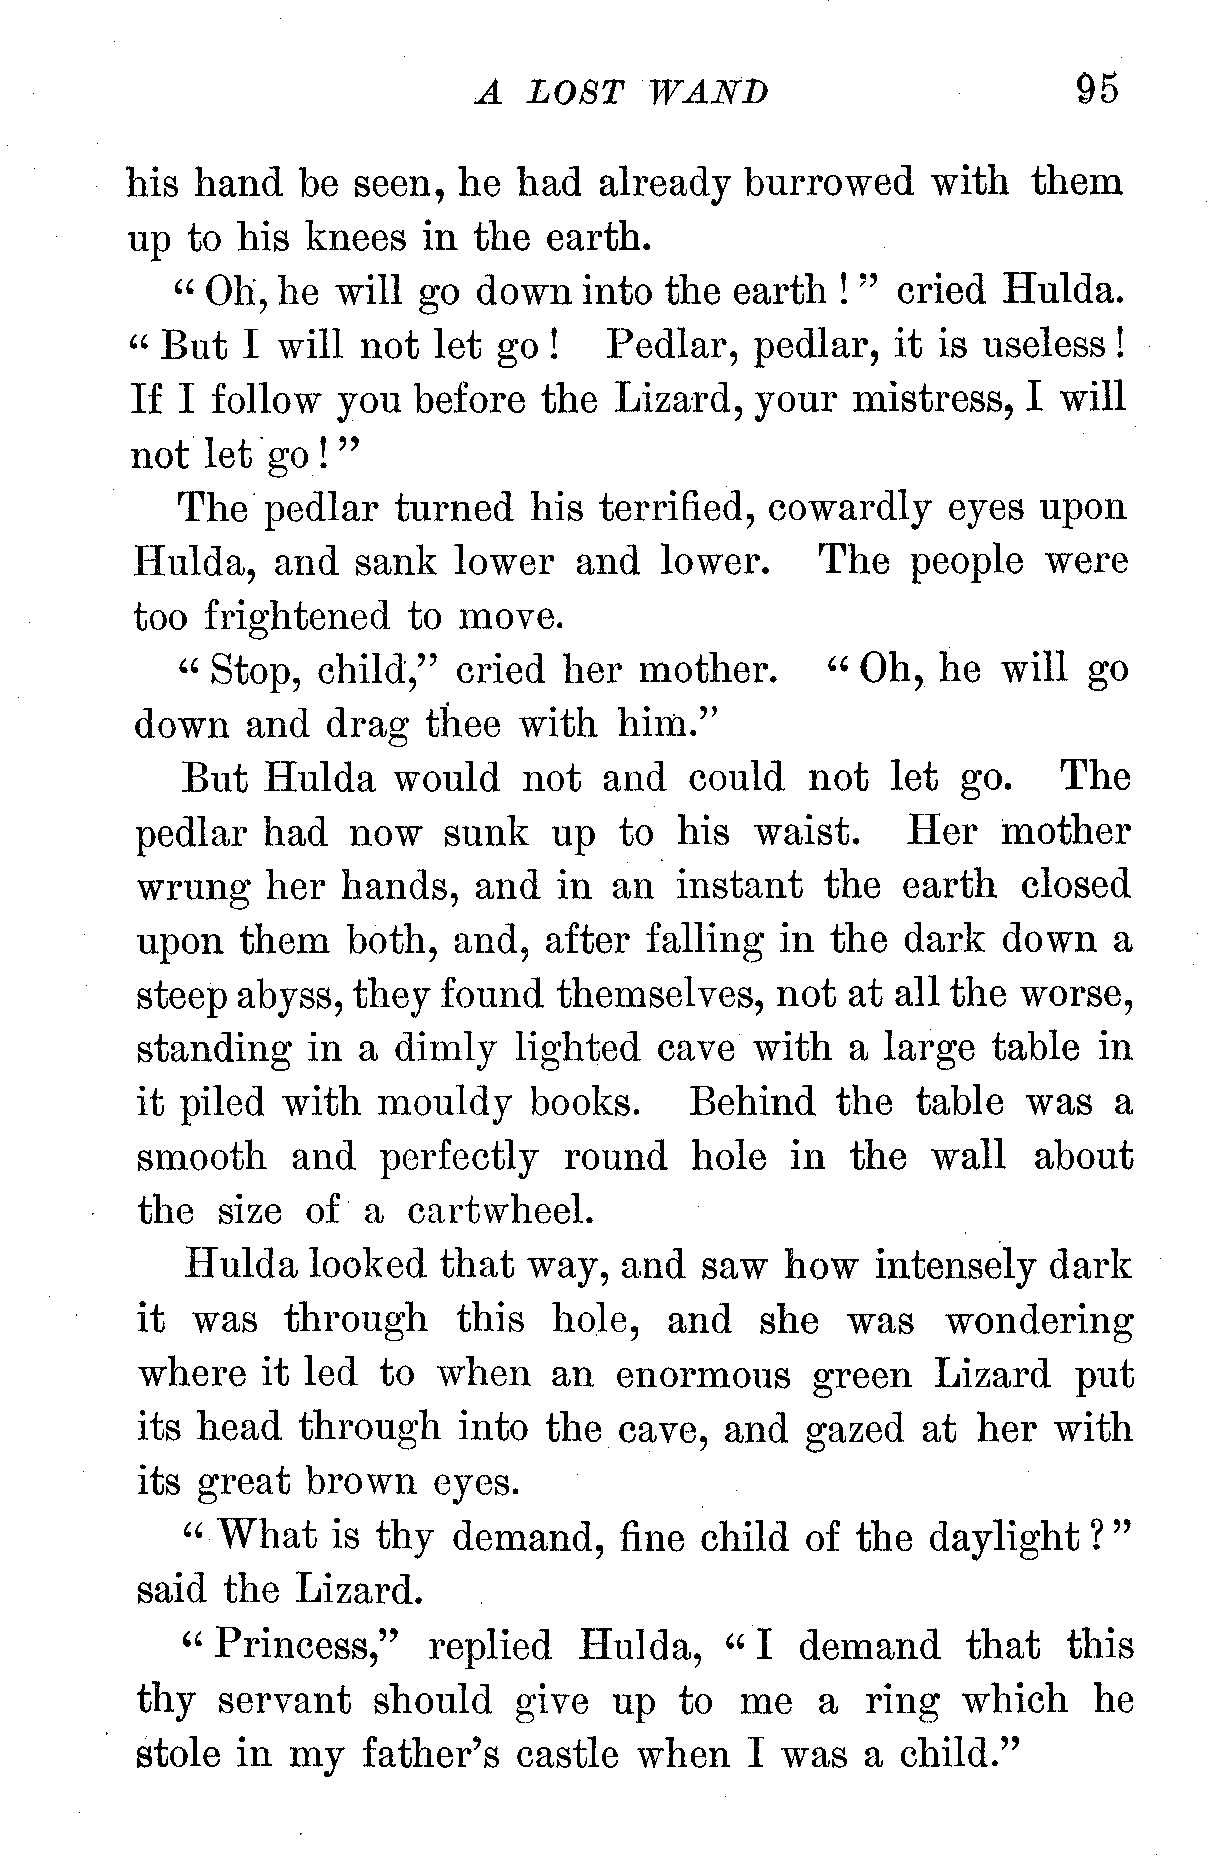 A LOST WAND 95
his hand be seen, he had already burrowed with them
up to his knees in the earth.
“ Oh, he will go down into the earth ! ” cried Hulda.
“ But I will not let go ! Pedlar, pedlar, it is useless !
If I follow you before the Lizard, your mistress, I will
not let go ! ”
The pedlar turned his terrified, cowardly eyes upon
Hulda, and sank lower and lower. The people were
too frightened to move.
“ Stop, child,” cried her mother. “ Oh, he will go
down and drag thee with him.”
But Hulda would not and could not let go. The
pedlar had now sunk up to his waist. Her mother
wrung her hands, and in an instant the earth closed
upon them both, and, after falling in the dark down a
steep abyss, they found themselves, not at all the worse,
standing in a dimly lighted cave with a large table in
it piled with mouldy books. Behind the table was a
smooth and perfectly round hole in the wall about
the size of a cartwheel.
Hulda looked that way, and saw how intensely dark
it was through this hole, and she was wondering
where it led to when an enormous green Lizard put
its head through into the cave, and gazed at her with
its great brown eyes.
“ What is thy demand, fine child of the daylight ? ”
said the Lizard.
“ Princess,” replied Hulda, “ I demand that this
thy servant should give up to me a ring which he
stole in my father’s castle when I was a child.”